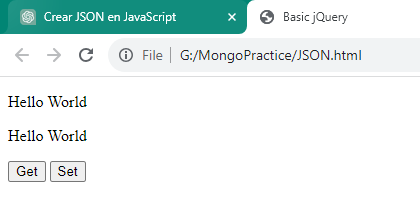 Crear JSON en JavaScript
Basic jQuery
File G:/MongoPractice/JSON.html
Hello World
Hello World
Get Set